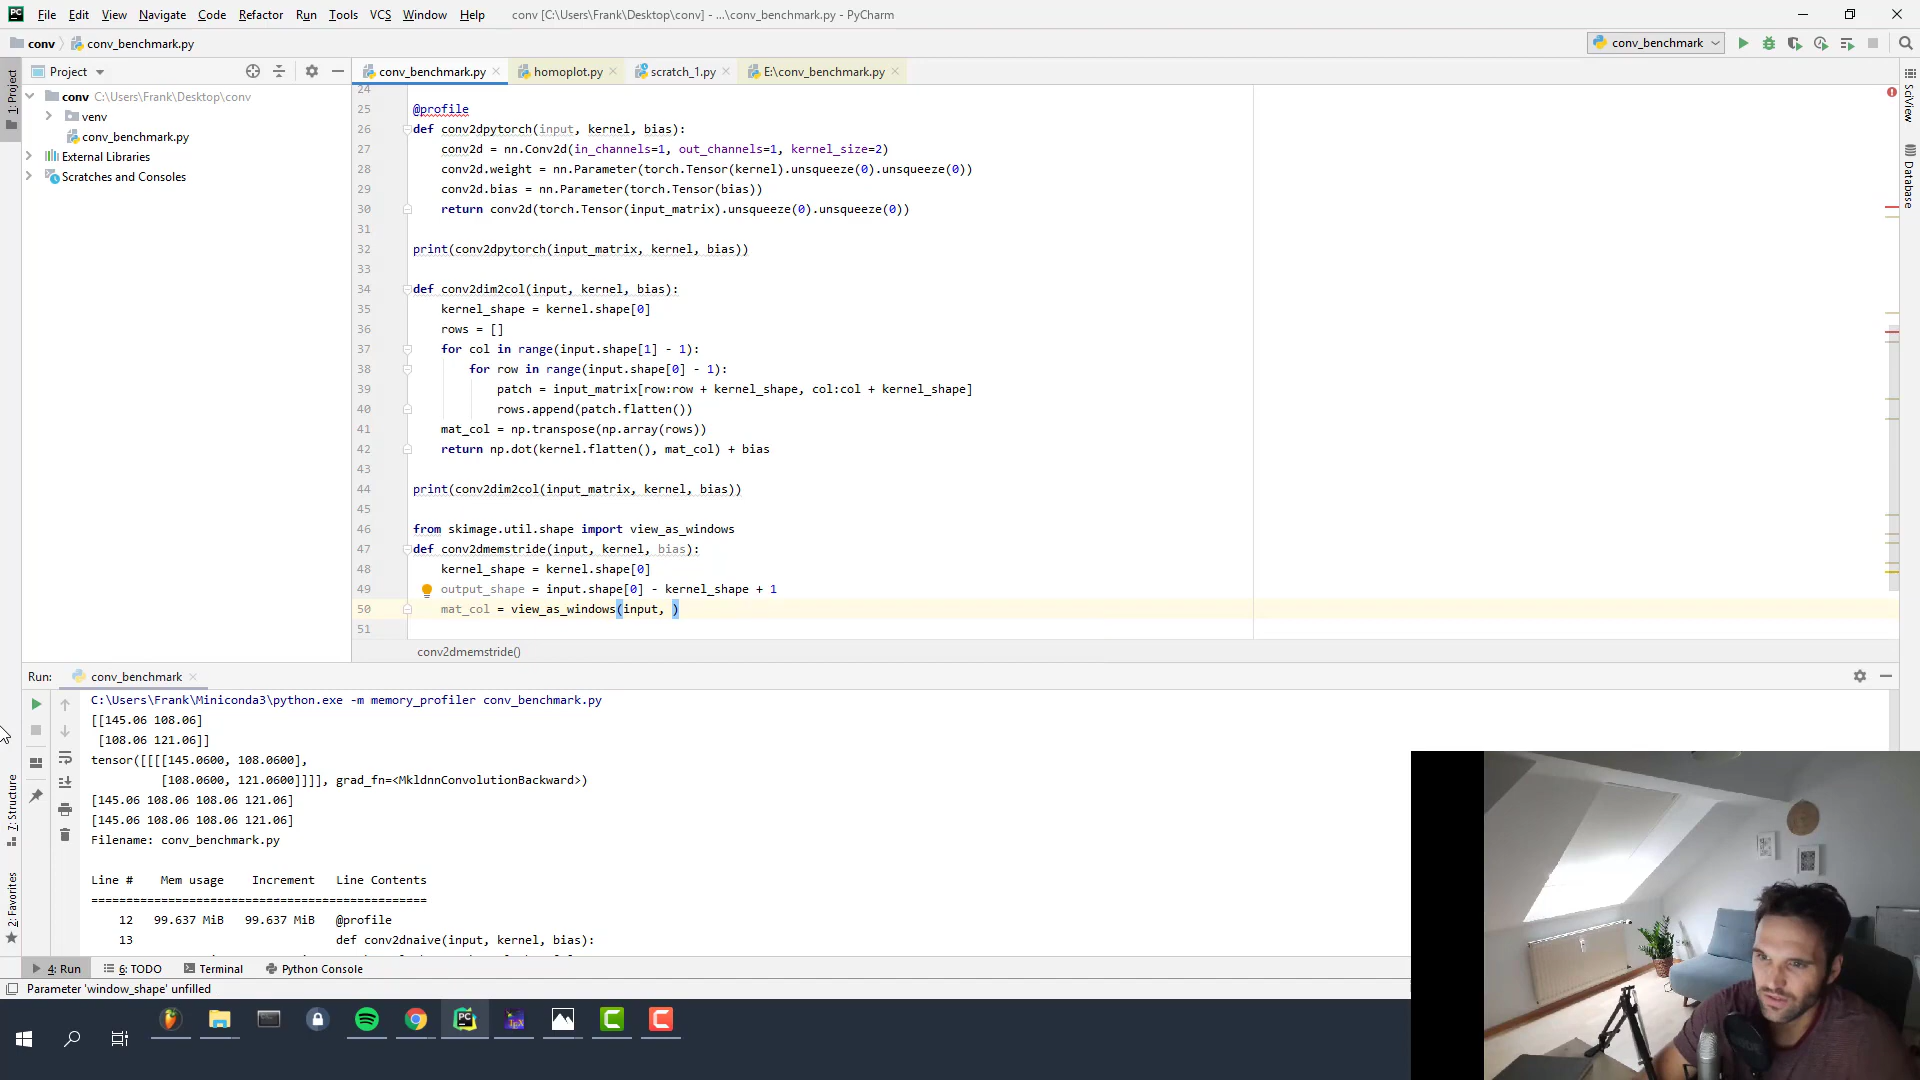 File Edit View Navigate Code Refactor Run Tools VCS Window Help conv [C:\Users\Frank\Desktop\conv] - ...\conv_benchmark.py - PyCharm
conv conv_benchmark.py
conv_benchmark
Project
conv_benchmark.py homoplot.py scratch_1.py E:\conv_benchmark.py
1: Project
conv C:\Users\Frank\Desktop\conv
venv
conv_benchmark.py
External Libraries
Scratches and Consoles
SciView
Database
24
25 @profile
26 def conv2dpytorch(input, kernel, bias):
27 conv2d = nn.Conv2d(in_channels=1, out_channels=1, kernel_size=2)
28 conv2d.weight = nn.Parameter(torch.Tensor(kernel).unsqueeze(0).unsqueeze(0))
29 conv2d.bias = nn.Parameter(torch.Tensor(bias))
30 return conv2d(torch.Tensor(input_matrix).unsqueeze(0).unsqueeze(0))
31
32 print(conv2dpytorch(input_matrix, kernel, bias))
33
34 def conv2dim2col(input, kernel, bias):
35 kernel_shape = kernel.shape[0]
36 rows = []
37 for col in range(input.shape[1] - 1):
38 for row in range(input.shape[0] - 1):
39 patch = input_matrix[row:row + kernel_shape, col:col + kernel_shape]
40 rows.append(patch.flatten())
41 mat_col = np.transpose(np.array(rows))
42 return np.dot(kernel.flatten(), mat_col) + bias
43
44 print(conv2dim2col(input_matrix, kernel, bias))
45
46 from skimage.util.shape import view_as_windows
47 def conv2dmemstride(input, kernel, bias):
48 kernel_shape = kernel.shape[0]
49 output_shape = input.shape[0] - kernel_shape + 1
50 mat_col = view_as_windows(input, )
51
conv2dmemstride()
Run: conv_benchmark
C:\Users\Frank\Miniconda3\python.exe -m memory_profiler conv_benchmark.py
[[145.06 108.06]
[108.06 121.06]]
tensor([[[[145.0600, 108.0600],
[108.0600, 121.0600]]]], grad_fn=<MkldnnConvolutionBackward>)
[145.06 108.06 108.06 121.06]
[145.06 108.06 108.06 121.06]
Filename: conv_benchmark.py
Line # Mem usage Increment Line Contents
================================================
12 99.637 MiB 99.637 MiB @profile
13 def conv2dnaive(input, kernel, bias):
7: Structure
2: Favorites
4: Run 6: TODO Terminal Python Console
Parameter 'window_shape' unfilled